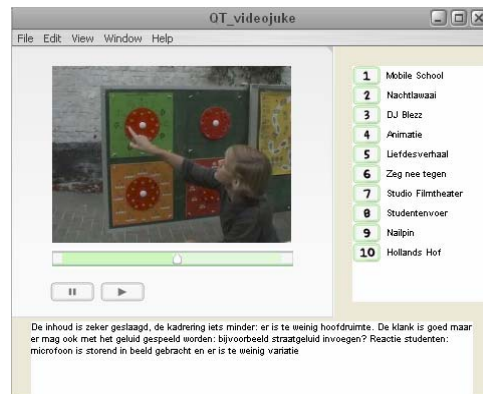 QT_videojuke
File Edit View Window Help
1 Mobile School
2 Nachtlawaai
3 DJ Blezz
4 Animatie
5 Liefdesverhaal
6 Zeg nee tegen
7 Studio Filmtheater
8 Studentenvoer
9 Nailpin
10 Hollands Hof
De inhoud is zeker geslaagd, de kadrering iets minder: er is te weinig hoofdruimte. De klank is goed maar
er mag ook met het geluid gespeeld worden: bijvoorbeeld straatgeluid invoegen? Reactie studenten:
microfoon is storend in beeld gebracht en er is te weinig variatie